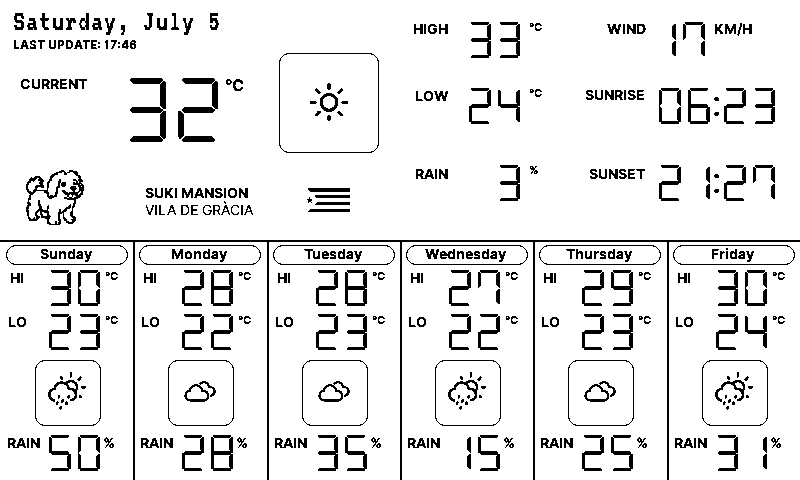 Saturday, July 5
LAST UPDATE: 17:46
CURRENT 32 °C
HIGH 33 °C
LOW 24 °C
RAIN 3 %
WIND 17 KM/H
SUNRISE 06:23
SUNSET 21:27
SUKI MANSION
VILA DE GRÀCIA
Sunday
HI 30 °C
LO 23 °C
RAIN 50 %
Monday
HI 28 °C
LO 22 °C
RAIN 28 %
Tuesday
HI 28 °C
LO 22 °C
RAIN 35 %
Wednesday
HI 27 °C
LO 22 °C
RAIN 15 %
Thursday
HI 29 °C
LO 23 °C
RAIN 25 %
Friday
HI 30 °C
LO 24 °C
RAIN 31 %